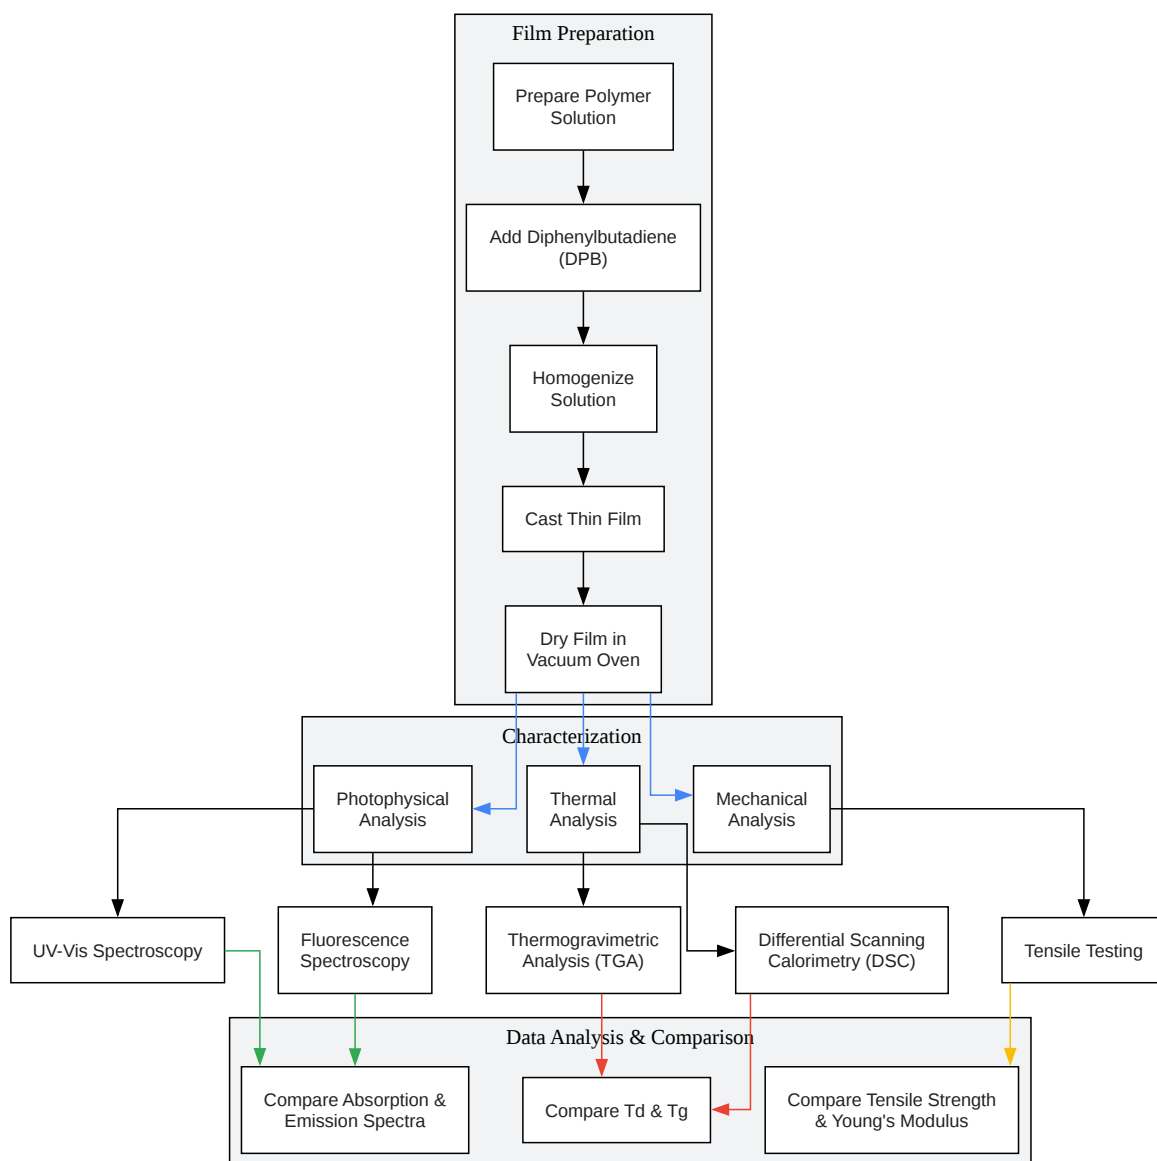 Film Preparation
Prepare Polymer
Solution
Add Diphenylbutadiene
(DPB)
Homogenize
Solution
Cast Thin Film
Dry Film in
Vacuum Oven
Characterization
Photophysical
Analysis
Thermal
Analysis
Mechanical
Analysis
UV-Vis Spectroscopy
Fluorescence
Spectroscopy
Thermogravimetric
Analysis (TGA)
Differential Scanning
Calorimetry (DSC)
Tensile Testing
Data Analysis & Comparison
Compare Absorption &
Emission Spectra
Compare Td & Tg
Compare Tensile Strength
& Young's Modulus